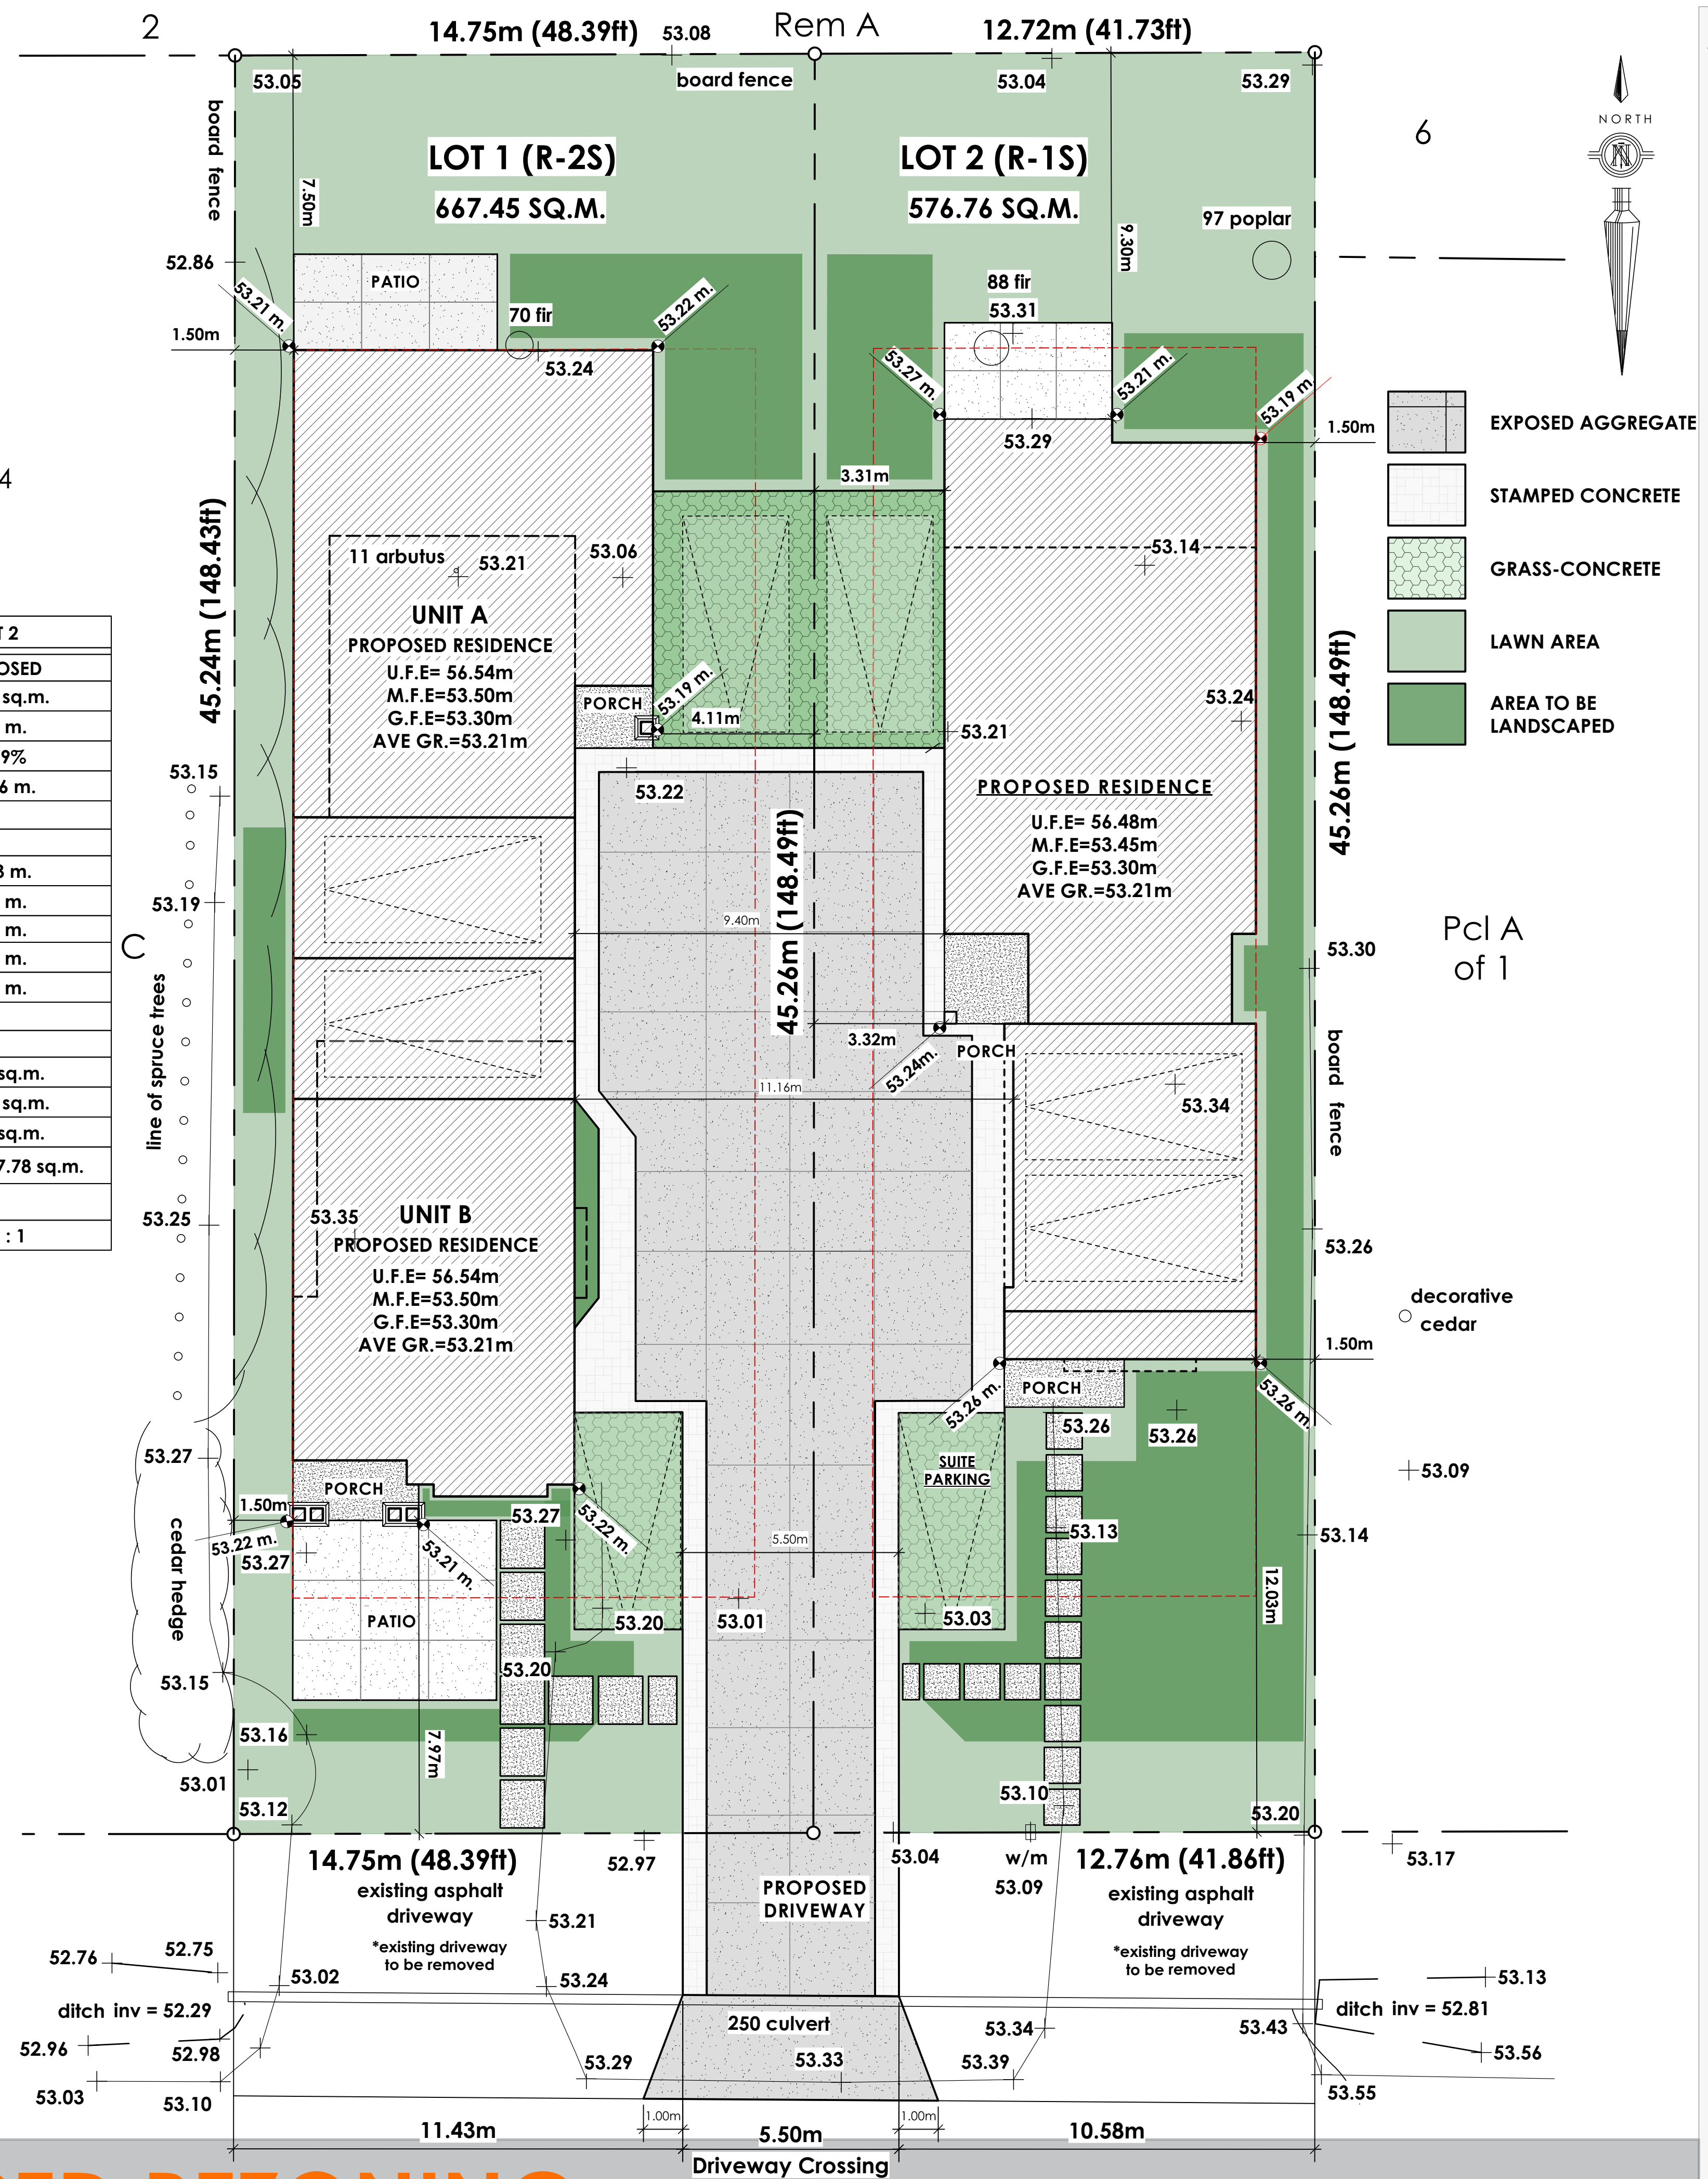 2
14.75m (48.39ft)
53.08
Rem A
12.72m (41.73ft)
53.05
board fence
53.04
53.29
board fence
LOT 1 (R-2S)
667.45 SQ.M.
LOT 2 (R-1S)
576.76 SQ.M.
6
NORTH
N
7.50m
9.30m
97 poplar
52.86
PATIO
53.21 m.
70 fir
53.22 m.
88 fir
53.31
1.50m
53.24
53.27 m.
53.21 m.
53.19 m.
53.29
1.50m
EXPOSED AGGREGATE
STAMPED CONCRETE
GRASS-CONCRETE
LAWN AREA
AREA TO BE
LANDSCAPED
4
3.31m
45.24m (148.43ft)
11 arbutus
53.21
53.06
53.14
UNIT A
PROPOSED RESIDENCE
U.F.E= 56.54m
M.F.E=53.50m
G.F.E=53.30m
AVE GR.=53.21m
PORCH
53.19 m.
4.11m
53.24
53.21
45.26m (148.49ft)
T 2
OSED
sq.m.
m.
9%
6 m.
3 m.
m.
m.
m.
m.
sq.m.
sq.m.
sq.m.
7.78 sq.m.
: 1
53.15
53.22
PROPOSED RESIDENCE
U.F.E= 56.48m
M.F.E=53.45m
G.F.E=53.30m
AVE GR.=53.21m
45.26m (148.49ft)
53.19
C
9.40m
Pcl A
of 1
53.30
line of spruce trees
3.32m
53.24m.
PORCH
board fence
11.16m
53.34
53.25
53.35
UNIT B
PROPOSED RESIDENCE
U.F.E= 56.54m
M.F.E=53.50m
G.F.E=53.30m
AVE GR.=53.21m
53.26
decorative
cedar
1.50m
PORCH
53.26 m.
53.26 m.
53.26
53.26
53.27
SUITE
PARKING
53.09
PORCH
1.50m
53.27
53.22 m.
53.22 m.
53.27
53.21 m.
cedar hedge
5.50m
53.13
53.14
12.03m
PATIO
53.20
53.01
53.03
53.20
53.15
53.16
7.97m
53.01
53.12
53.10
53.20
14.75m (48.39ft)
52.97
53.04
w/m
53.09
12.76m (41.86ft)
53.17
existing asphalt
driveway
*existing driveway
to be removed
PROPOSED
DRIVEWAY
existing asphalt
driveway
*existing driveway
to be removed
53.21
52.76
52.75
53.02
53.24
53.13
ditch inv = 52.29
ditch inv = 52.81
250 culvert
53.34
53.43
52.96
52.98
53.29
53.33
53.39
53.56
53.03
53.10
53.55
1.00m
1.00m
11.43m
5.50m
10.58m
Driveway Crossing